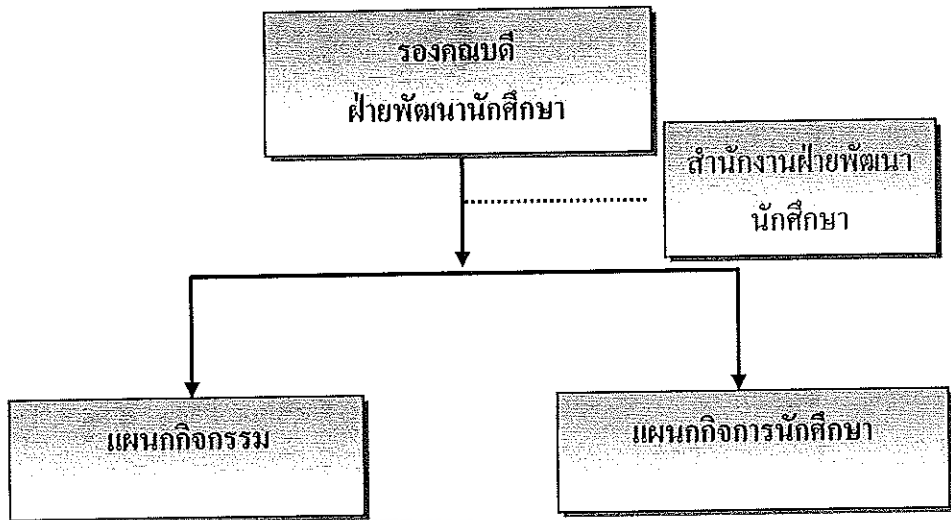 รองคณบดี
ฝ่ายพัฒนานักศึกษา
สำนักงานฝ่ายพัฒนา
นักศึกษา
แผนกกิจกรรม
แผนกกิจการนักศึกษา